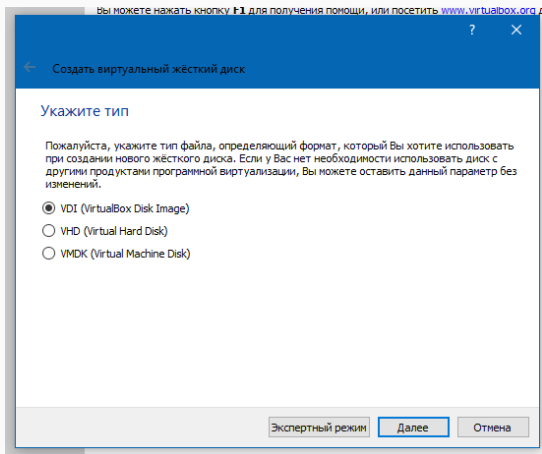 Вы можете нажать кнопку F1 для получения помощи, или посетить www.virtualbox.org
?
Создать виртуальный жёсткий диск
Укажите тип
Пожалуйста, укажите тип файла, определяющий формат, который Вы хотите использовать
при создании нового жёсткого диска. Если у Вас нет необходимости использовать диск с
другими продуктами программной виртуализации, Вы можете оставить данный параметр без
изменений.
VDI (VirtualBox Disk Image)
VHD (Virtual Hard Disk)
VMDK (Virtual Machine Disk)
Экспертный режим Далее Отмена